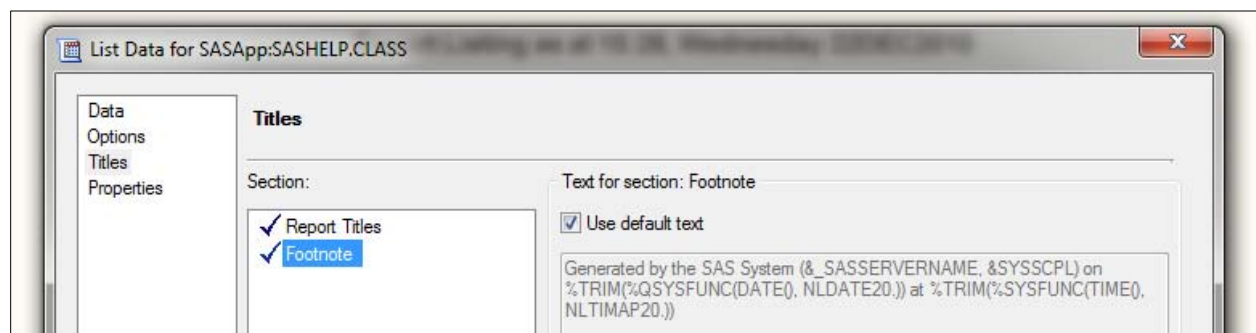 List Data for SASApp:SASHELP.CLASS
Data
Options
Titles
Properties
Titles
Section:
Report Titles
Footnote
Text for section: Footnote
Use default text
Generated by the SAS System (&_SASSERVERNAME, &SYSSCPL) on
%TRIM(%QSYSFUNC(DATE(), NLDATE20.)) at %TRIM(%SYSFUNC(TIME(),
NLTIMAP20.))